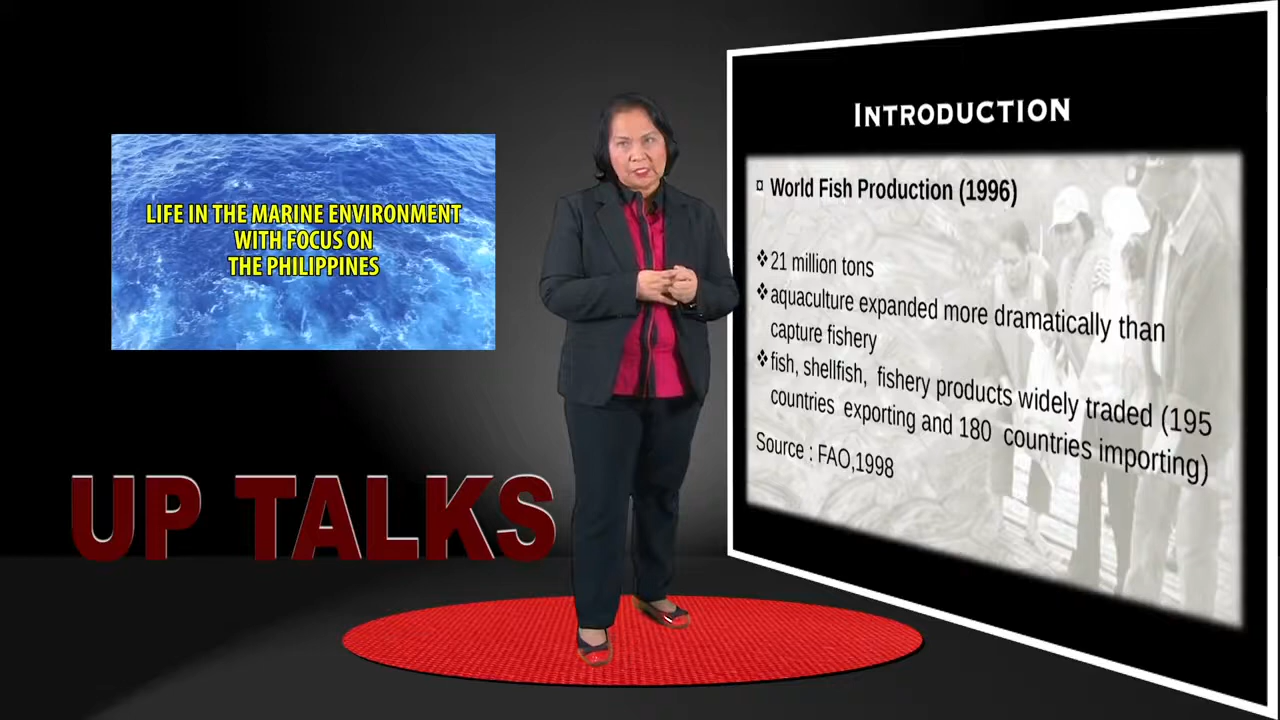 LIFE IN THE MARINE ENVIRONMENT
WITH FOCUS ON
THE PHILIPPINES
UP TALKS
INTRODUCTION
World Fish Production (1996)
21 million tons
aquaculture expanded more dramatically than
capture fishery
fish, shellfish, fishery products widely traded (195
countries exporting and 180 countries importing)
Source : FAO,1998